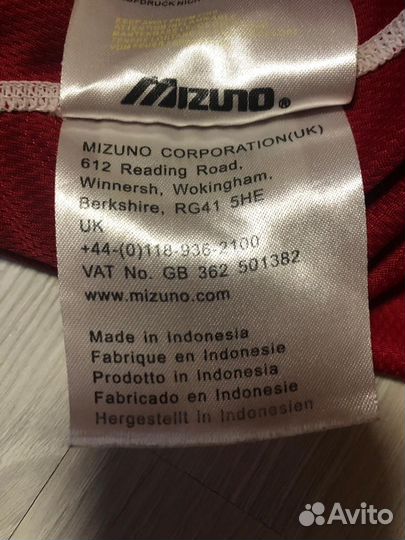 MIZUNO®
MIZUNO CORPORATION(UK)
612 Reading Road,
Winnersh, Wokingham,
Berkshire, RG41 5HE
UK
+44-(0)118-936-2100
VAT No. GB 362 501382
www.mizuno.com
Made in Indonesia
Fabrique en Indonesie
Prodotto in Indonesia
Fabricado en Indonesie
Hergestellt in Indonesien
Avito